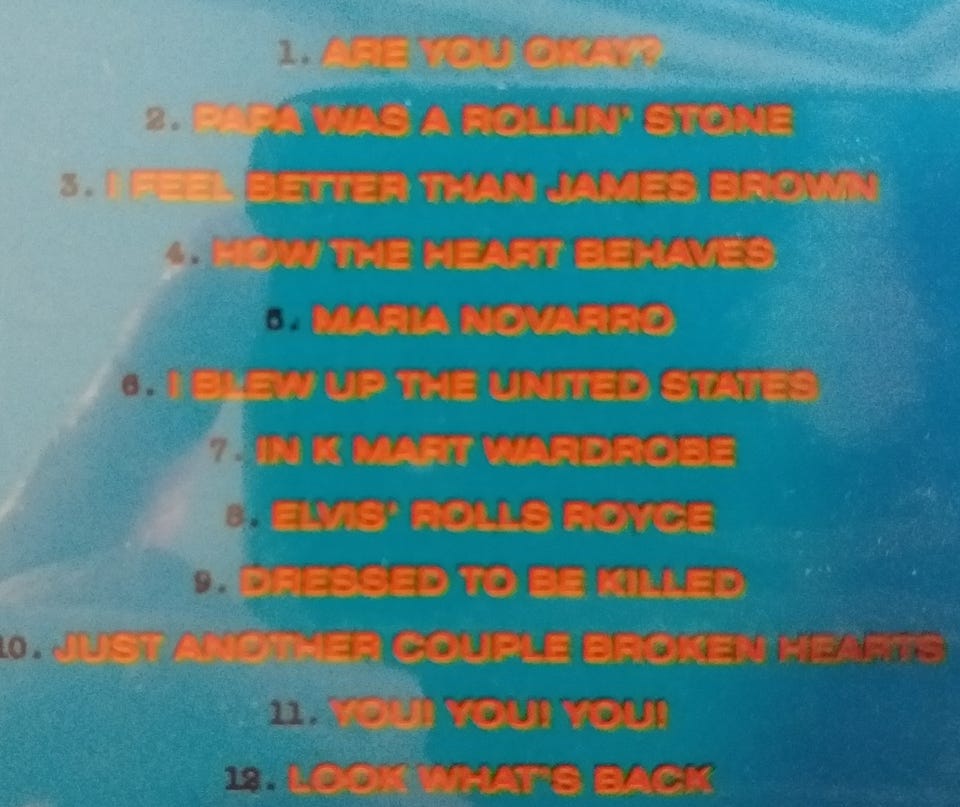 1. ARE YOU OKAY?
2. PAPA WAS A ROLLIN' STONE
3. I FEEL BETTER THAN JAMES BROWN
4. HOW THE HEART BEHAVES
5. MARIA NOVARRO
6. I BLEW UP THE UNITED STATES
7. IN K MART WARDROBE
8. ELVIS' ROLLS ROYCE
9. DRESSED TO BE KILLED
10. JUST ANOTHER COUPLE BROKEN HEARTS
11. YOU! YOU! YOU!
12. LOOK WHAT'S BACK